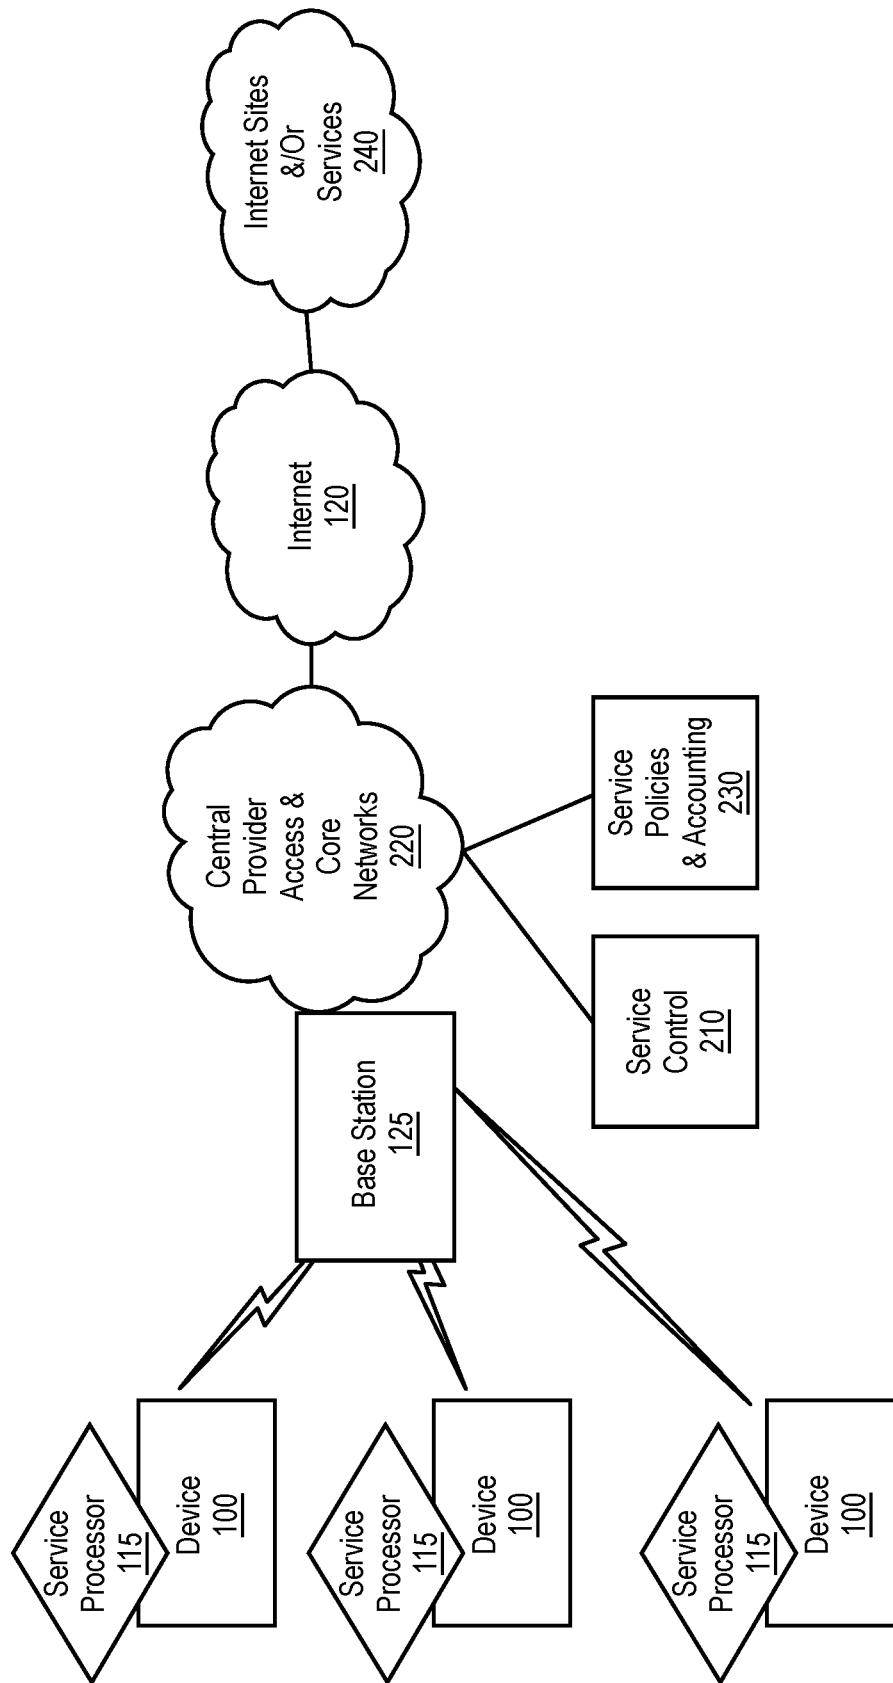 Service
Processor
115
Device
100
Service
Processor
115
Device
100
Service
Processor
115
Device
100
Base Station
125
Central
Provider
Access &
Core
Networks
220
Service
Control
210
Service
Policies
& Accounting
230
Internet
120
Internet Sites
&/Or
Services
240